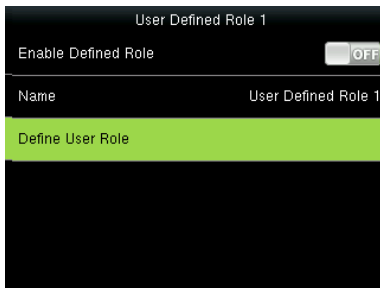 User Defined Role 1
Enable Defined Role OFF
Name User Defined Role 1
Define User Role